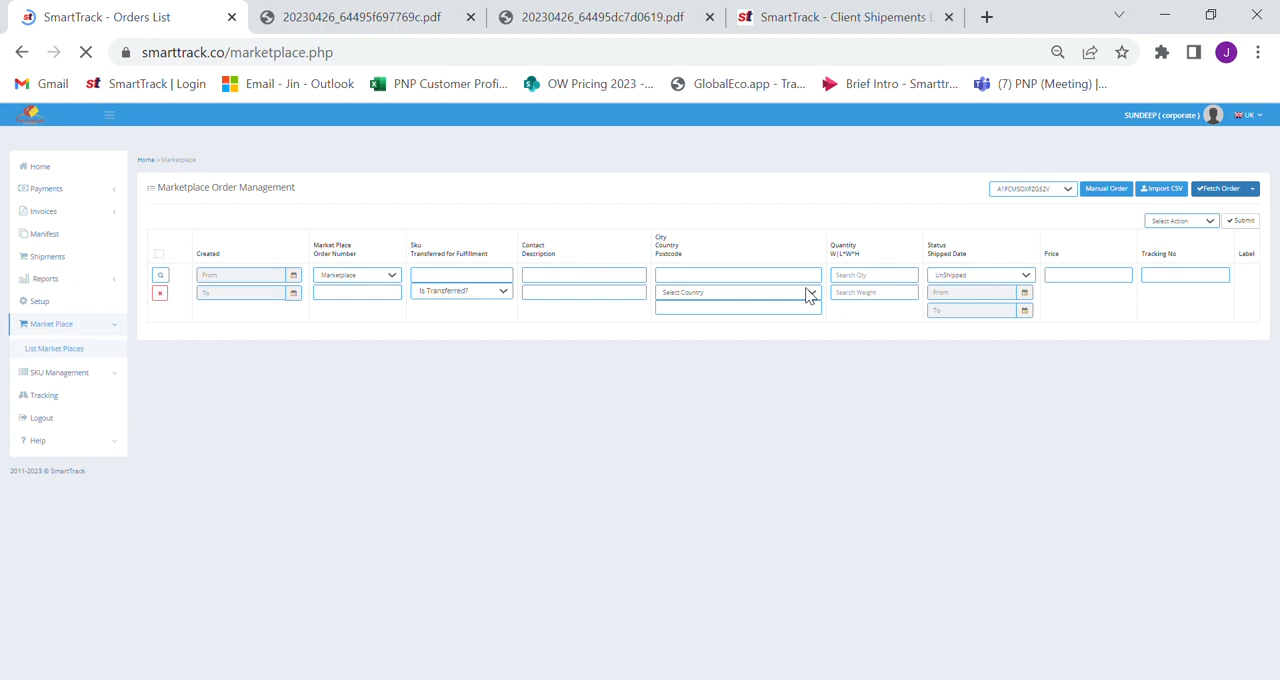 SmartTrack - Orders List
20230426_64495f697769c.pdf
20230426_64495dc7d0619.pdf
SmartTrack - Client Shipements L
smarttrack.co/marketplace.php
J
Gmail
SmartTrack | Login
Email - Jin - Outlook
PNP Customer Profi...
OW Pricing 2023 -...
GlobalEco.app - Tra...
Brief Intro - Smarttr...
(7) PNP (Meeting) |...
SUNDEEP ( corporate )
UK
Home
Payments
Invoices
Manifest
Shipments
Reports
Setup
Market Place
List Market Places
SKU Management
Tracking
Logout
Help
2011-2023 © SmartTrack
Home » Marketplace
Marketplace Order Management
A1FCMSOXFZG52V
Manual Order
Import CSV
Fetch Order
Select Action
Submit
Created
Market Place
Order Number
Sku
Transferred for Fulfillment
Contact
Description
City
Country
Postcode
Quantity
W|L*W*H
Status
Shipped Date
Price
Tracking No
Label
From
Marketplace
Search Qty
UnShipped
To
Is Transferred?
Select Country
Search Weight
From
To